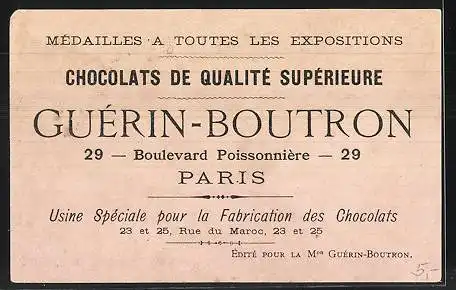 MÉDAILLES A TOUTES LES EXPOSITIONS
CHOCOLATS DE QUALITÉ SUPÉRIEURE
GUÉRIN-BOUTRON
29 — Boulevard Poissonnière — 29
PARIS
Usine Spéciale pour la Fabrication des Chocolats
23 et 25, Rue du Maroc, 23 et 25
ÉDITÉ POUR LA Mon GUÉRIN-BOUTRON.
5,-